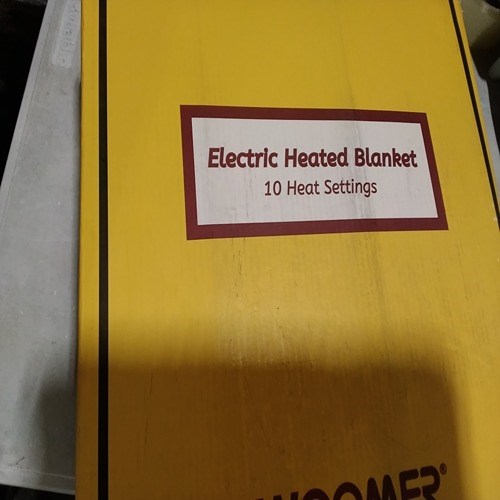 Electric Heated Blanket
10 Heat Settings